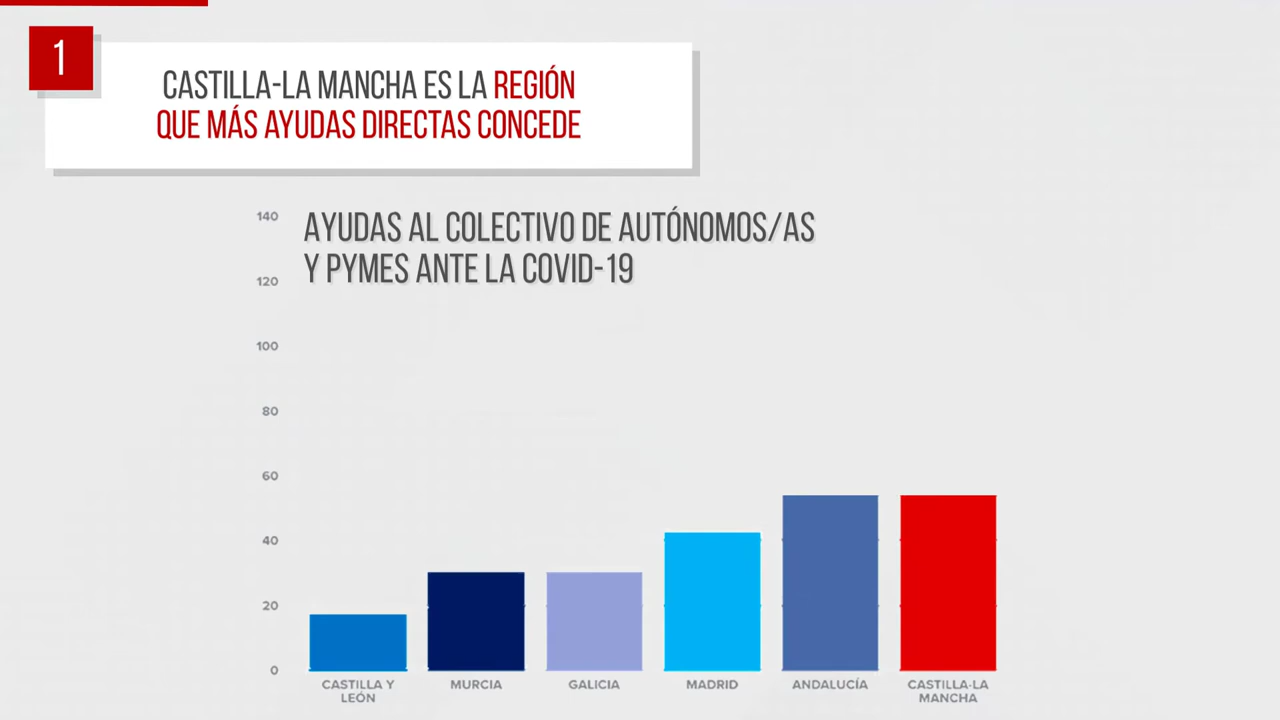 1
CASTILLA-LA MANCHA ES LA REGIÓN
QUE MÁS AYUDAS DIRECTAS CONCEDE
AYUDAS AL COLECTIVO DE AUTÓNOMOS/AS
Y PYMES ANTE LA COVID-19
140
120
100
80
60
40
20
0
CASTILLA Y
LEÓN
MURCIA
GALICIA
MADRID
ANDALUCÍA
CASTILLA-LA
MANCHA